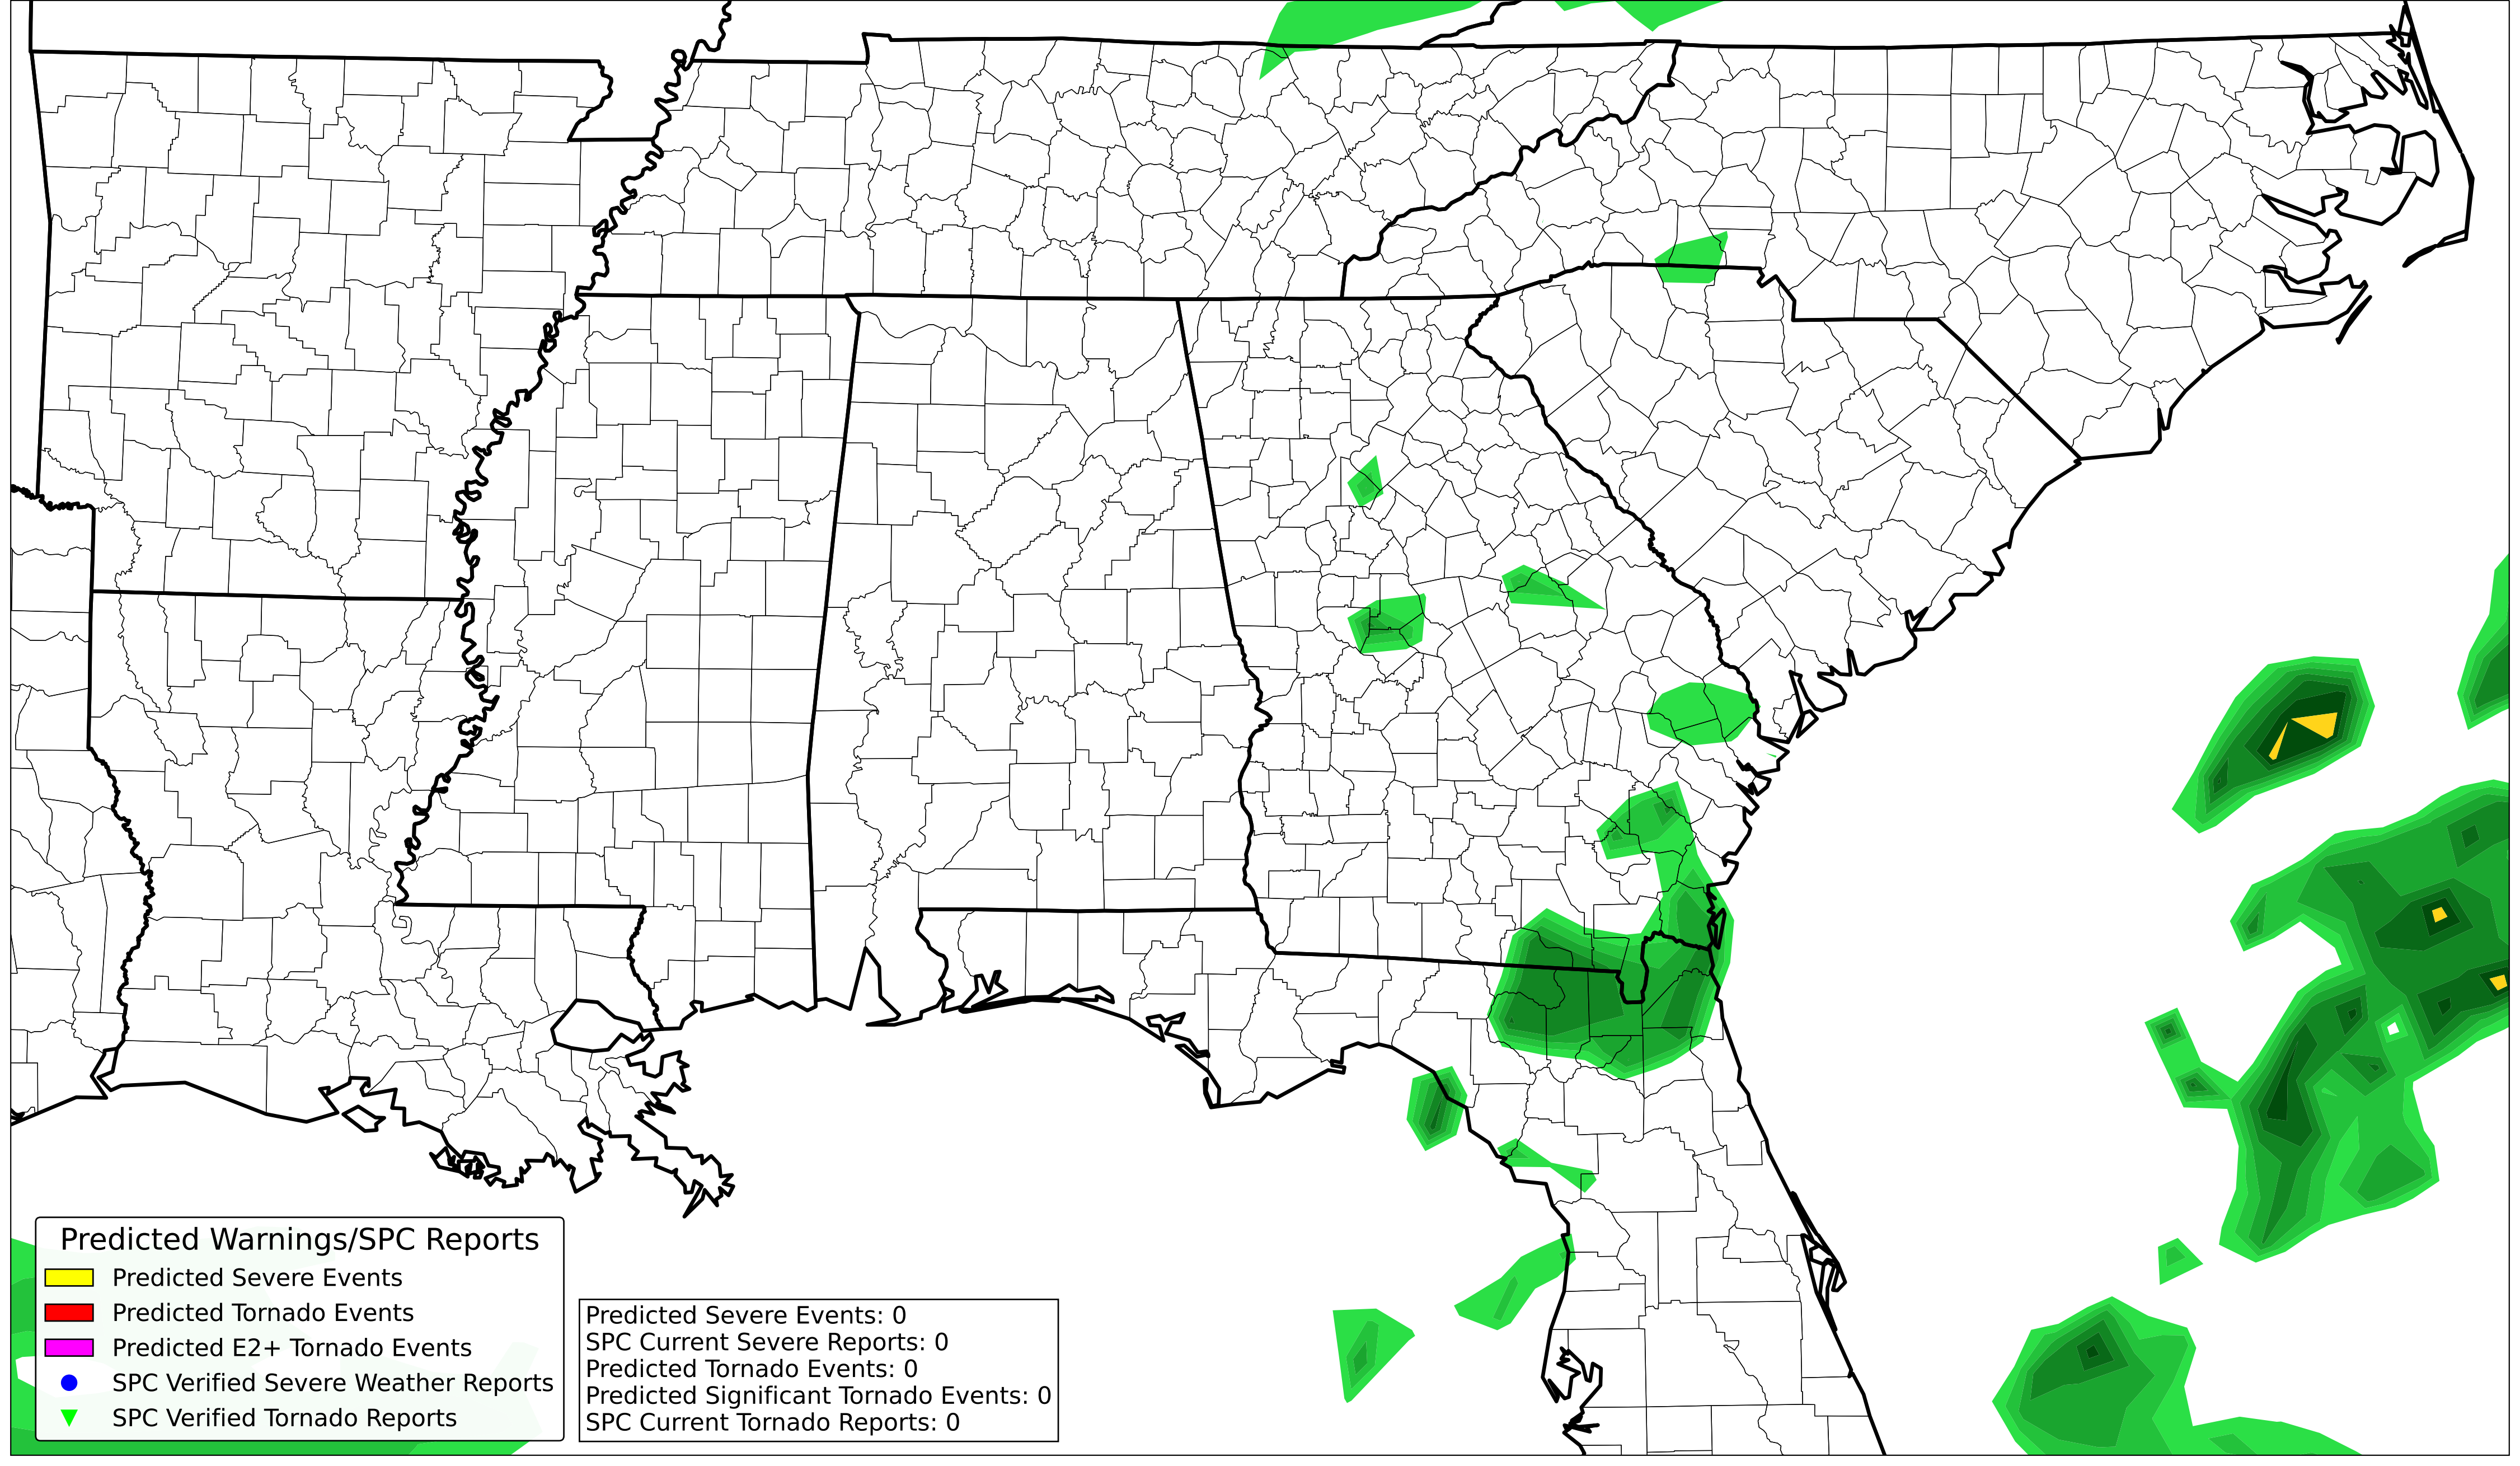 Predicted Warnings/SPC Reports
Predicted Severe Events
Predicted Tornado Events
Predicted E2+ Tornado Events
SPC Verified Severe Weather Reports
SPC Verified Tornado Reports
Predicted Severe Events: 0
SPC Current Severe Reports: 0
Predicted Tornado Events: 0
Predicted Significant Tornado Events: 0
SPC Current Tornado Reports: 0